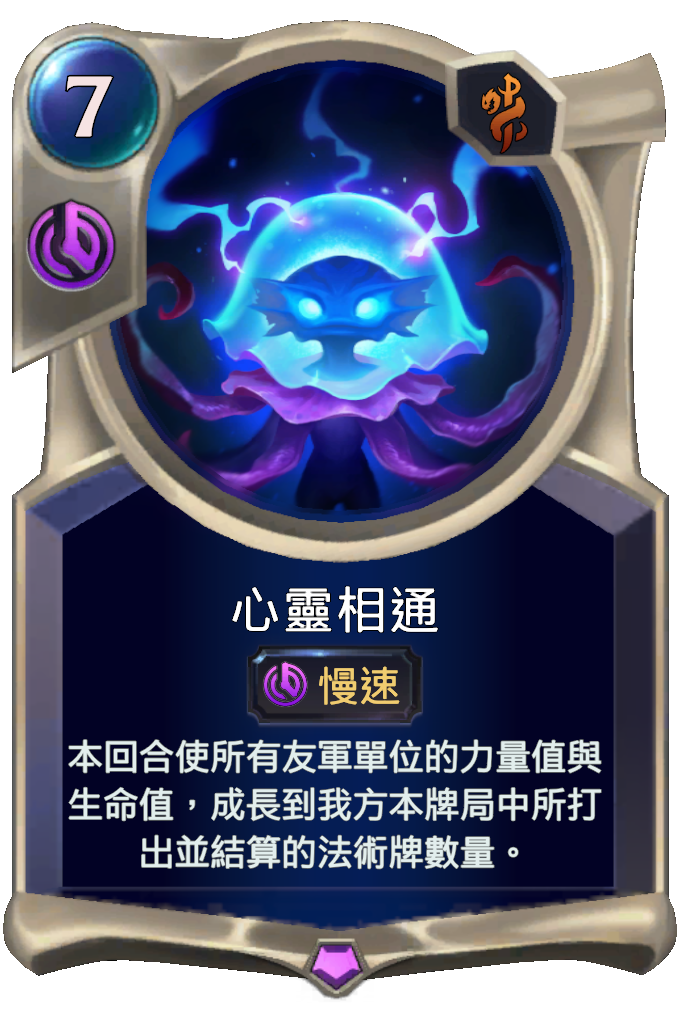 7
心靈相通
慢速
本回合使所有友軍單位的力量值與
生命值，成長到我方本牌局中所打
出並結算的法術牌數量。